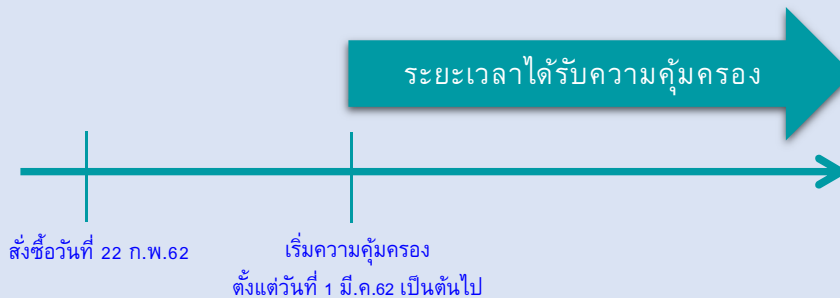 ระยะเวลาได้รับความคุ้มครอง
สั่งซื้อวันที่ 22 ก.พ.62
เริ่มความคุ้มครอง
ตั้งแต่วันที่ 1 มี.ค.62 เป็นต้นไป